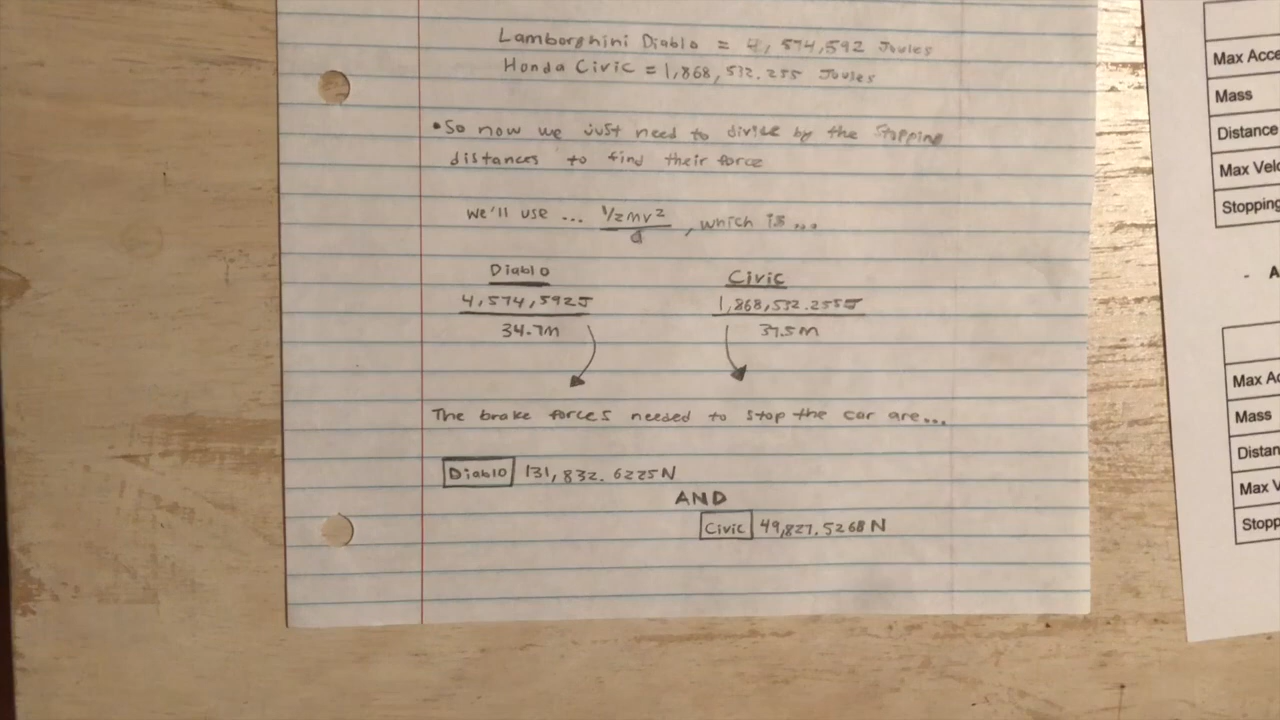 Lamborghini Diablo = 4,574,592 Joules
Honda Civic = 1,868,532.255 Joules
• So now we just need to divide by the stopping
distances to find their force
We'll use ... 1/2mv²/d , which is...
Diablo Civic
4,574,592J 1,868,532.255J
34.7m 37.5m
The brake forces needed to stop the car are...
Diablo 131,832.6225N
AND
Civic 49,827.5268N
Max Acce
Mass
Distance
Max Velo
Stopping
- A
Max Ac
Mass
Distan
Max V
Stopp